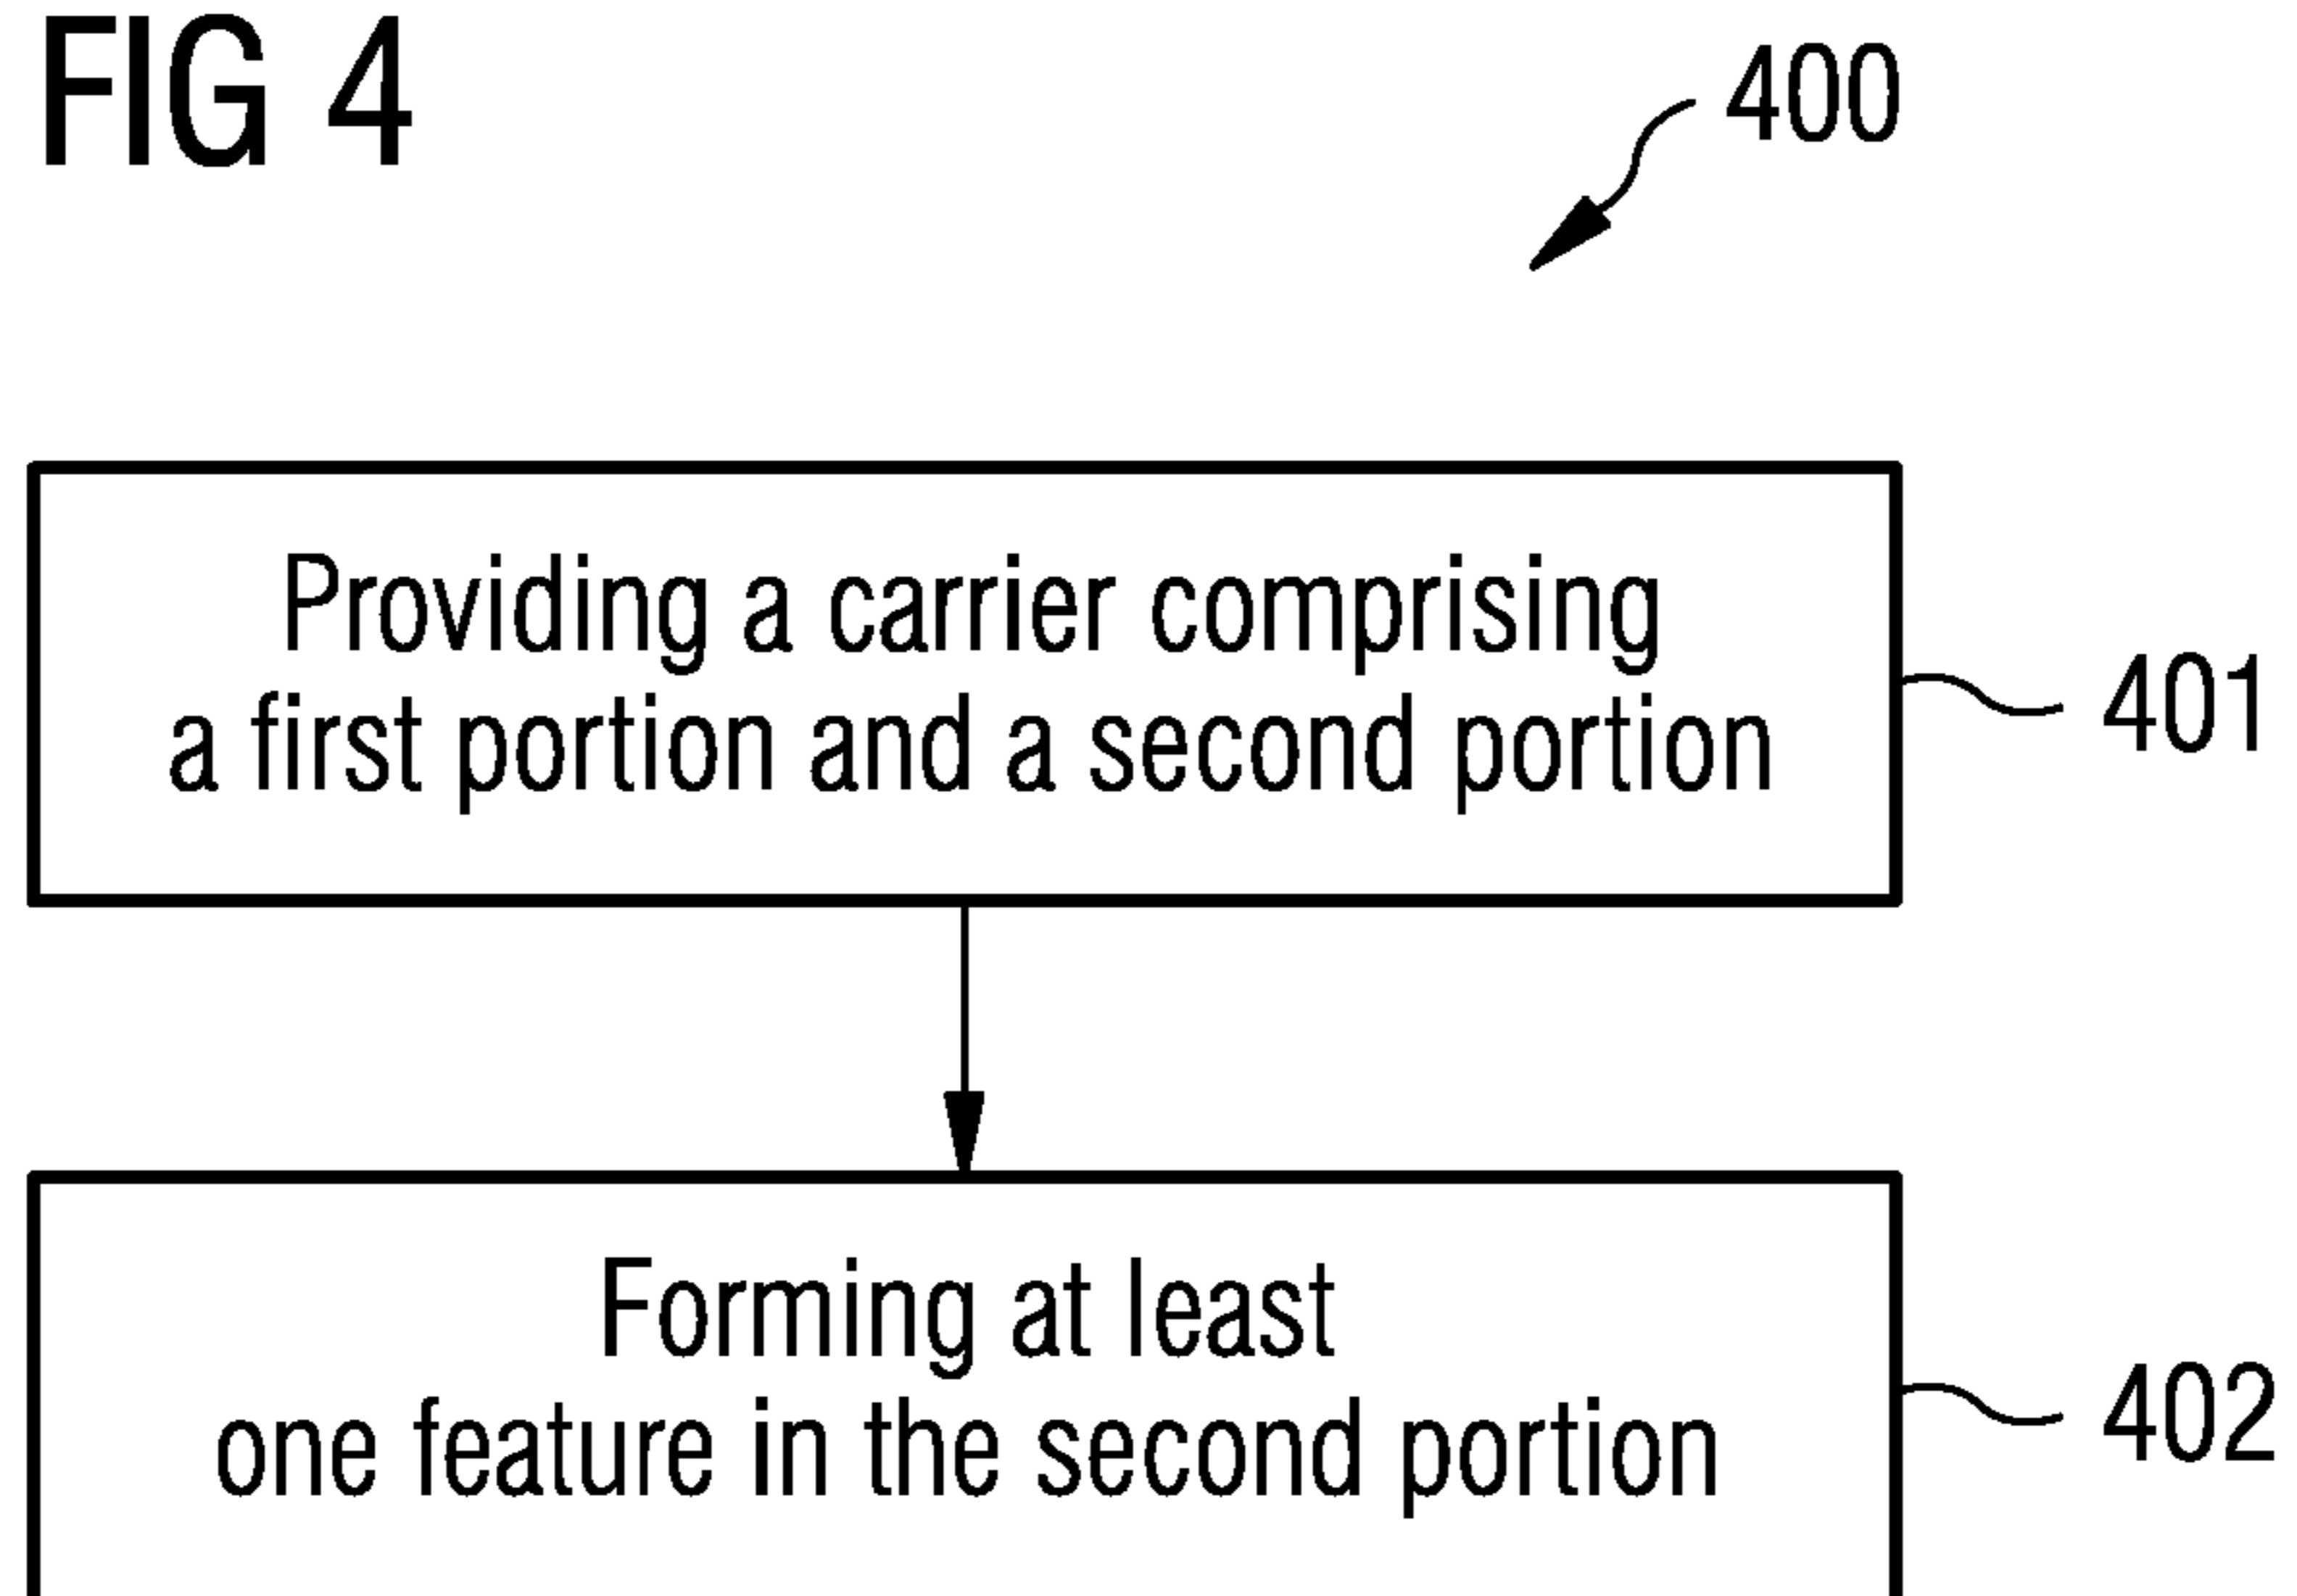 FIG 4
400
Providing a carrier comprising
a first portion and a second portion
401
Forming at least
one feature in the second portion
402